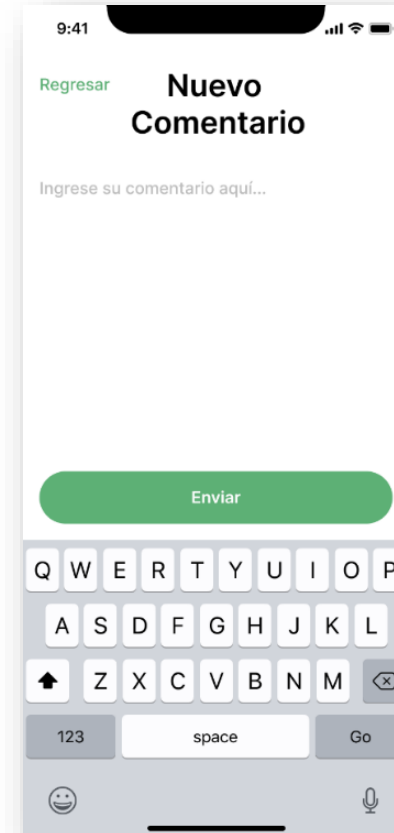 9:41
Regresar
Nuevo
Comentario
Ingrese su comentario aquí...
Enviar
Q W E R T Y U I O P
A S D F G H J K L
Z X C V B N M
123 space Go